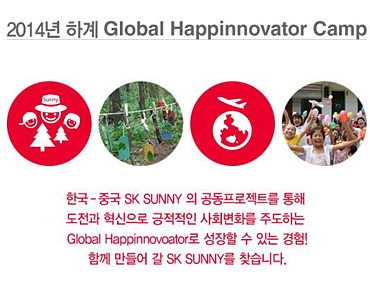 2014년 하계 Global Happinnovator Camp
Sunny
한국-중국 SK SUNNY 의 공동프로젝트를 통해
도전과 혁신으로 긍적적인 사회변화를 주도하는
Global Happinnovoator로 성장할 수 있는 경험!
함께 만들어 갈 SK SUNNY를 찾습니다.